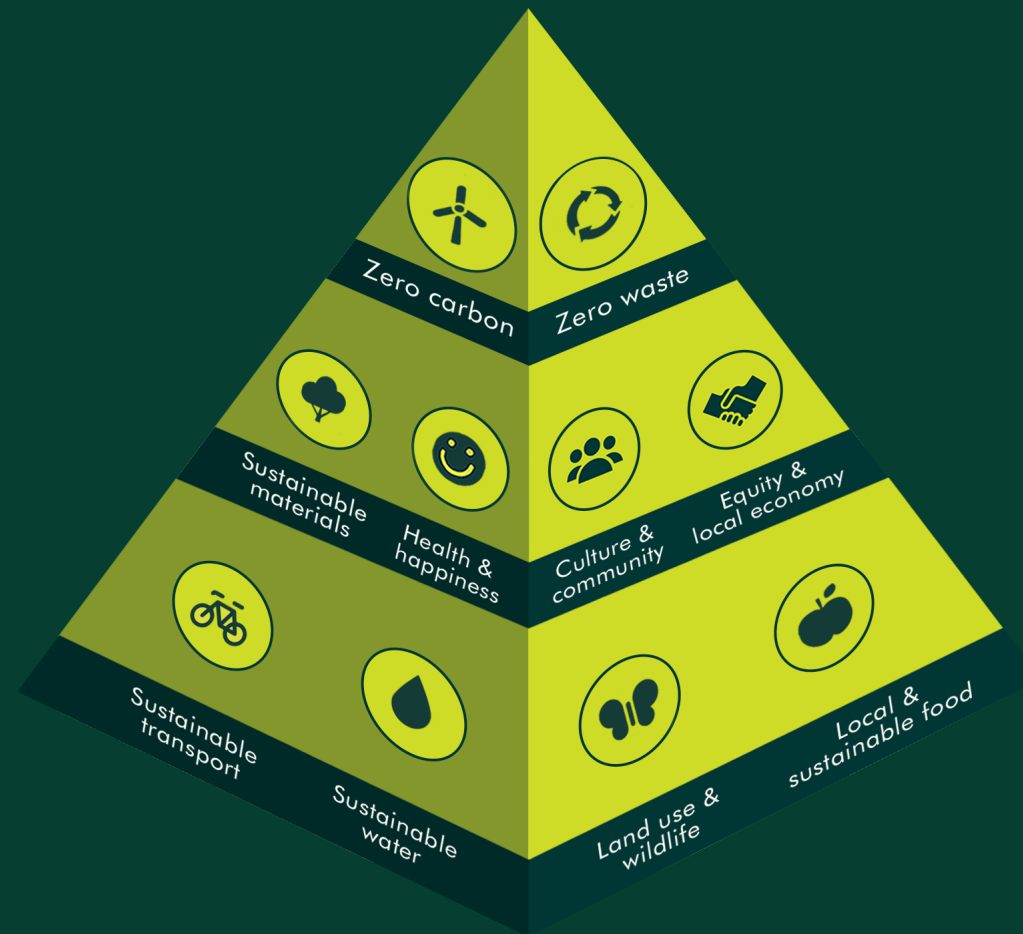 Zero carbon
Zero waste
Sustainable
materials
Health &
happiness
Culture &
community
Equity &
local economy
Sustainable
transport
Sustainable
water
Land use &
wildlife
Local &
sustainable food